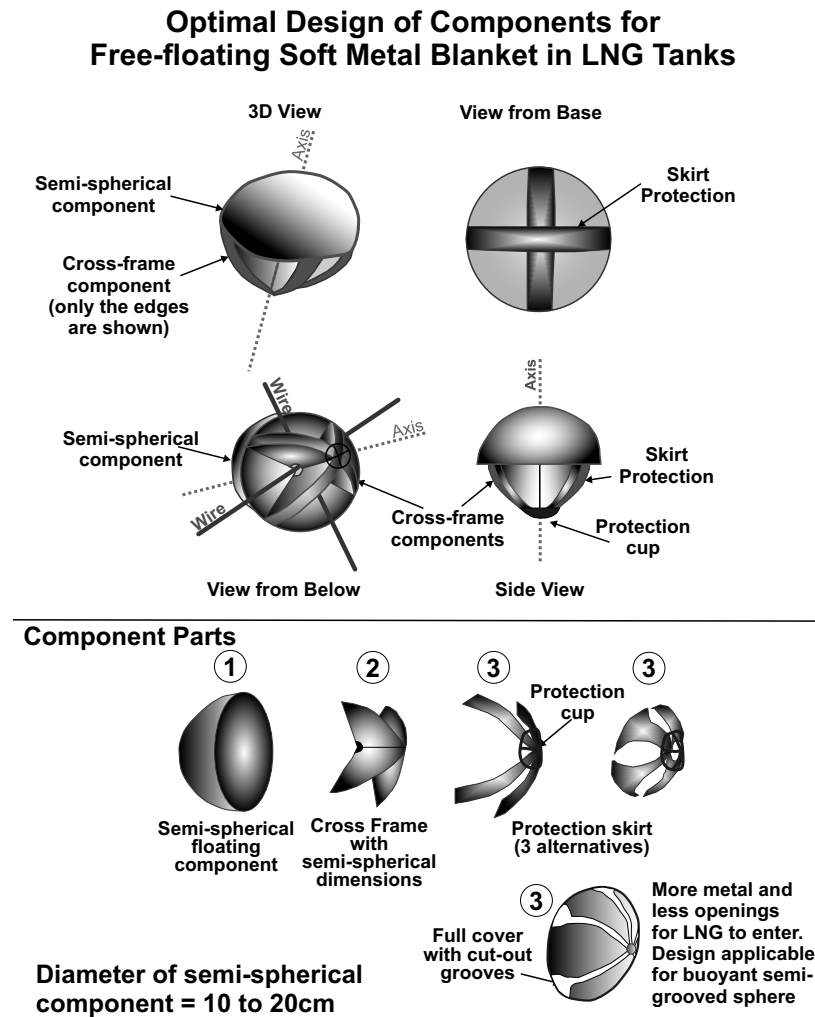 Optimal Design of Components for
Free-floating Soft Metal Blanket in LNG Tanks
3D View
View from Base
Axis
Semi-spherical
component
Skirt
Protection
Cross-frame
component
(only the edges
are shown)
Wire
Axis
Axis
Semi-spherical
component
Skirt
Protection
Wire
Cross-frame
components
Protection
cup
View from Below
Side View
Component Parts
1
2
3
3
Protection
cup
Semi-spherical
floating
component
Cross Frame
with
semi-spherical
dimensions
Protection skirt
(3 alternatives)
3
Full cover
with cut-out
grooves
More metal and
less openings
for LNG to enter.
Design applicable
for buoyant semi-
grooved sphere
Diameter of semi-spherical
component = 10 to 20cm